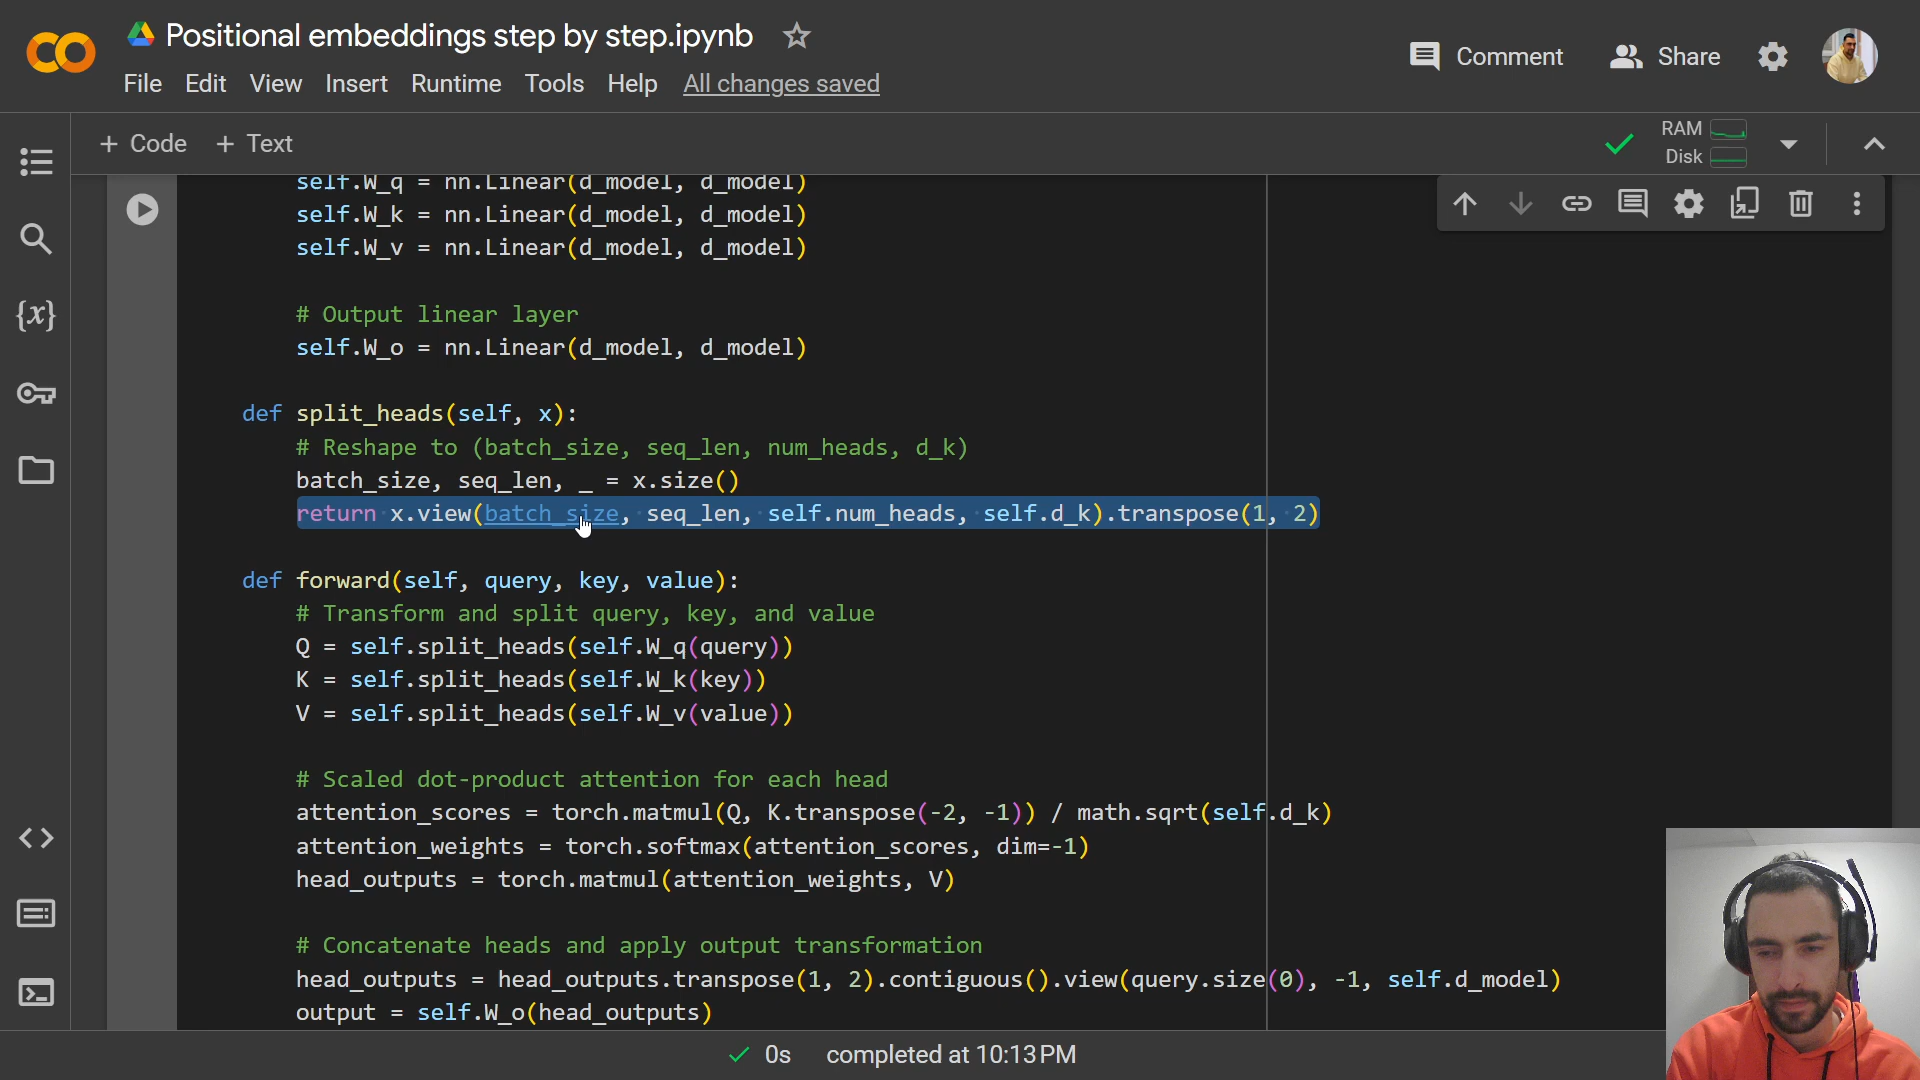 Positional embeddings step by step.ipynb
Comment
Share
File Edit View Insert Runtime Tools Help All changes saved
+ Code + Text
RAM
Disk
self.W_q = nn.Linear(d_model, d_model)
self.W_k = nn.Linear(d_model, d_model)
self.W_v = nn.Linear(d_model, d_model)
# Output linear layer
self.W_o = nn.Linear(d_model, d_model)
def split_heads(self, x):
# Reshape to (batch_size, seq_len, num_heads, d_k)
batch_size, seq_len, _ = x.size()
return x.view(batch_size, seq_len, self.num_heads, self.d_k).transpose(1, 2)
def forward(self, query, key, value):
# Transform and split query, key, and value
Q = self.split_heads(self.W_q(query))
K = self.split_heads(self.W_k(key))
V = self.split_heads(self.W_v(value))
# Scaled dot-product attention for each head
attention_scores = torch.matmul(Q, K.transpose(-2, -1)) / math.sqrt(self.d_k)
attention_weights = torch.softmax(attention_scores, dim=-1)
head_outputs = torch.matmul(attention_weights, V)
# Concatenate heads and apply output transformation
head_outputs = head_outputs.transpose(1, 2).contiguous().view(query.size(0), -1, self.d_model)
output = self.W_o(head_outputs)
0s completed at 10:13 PM